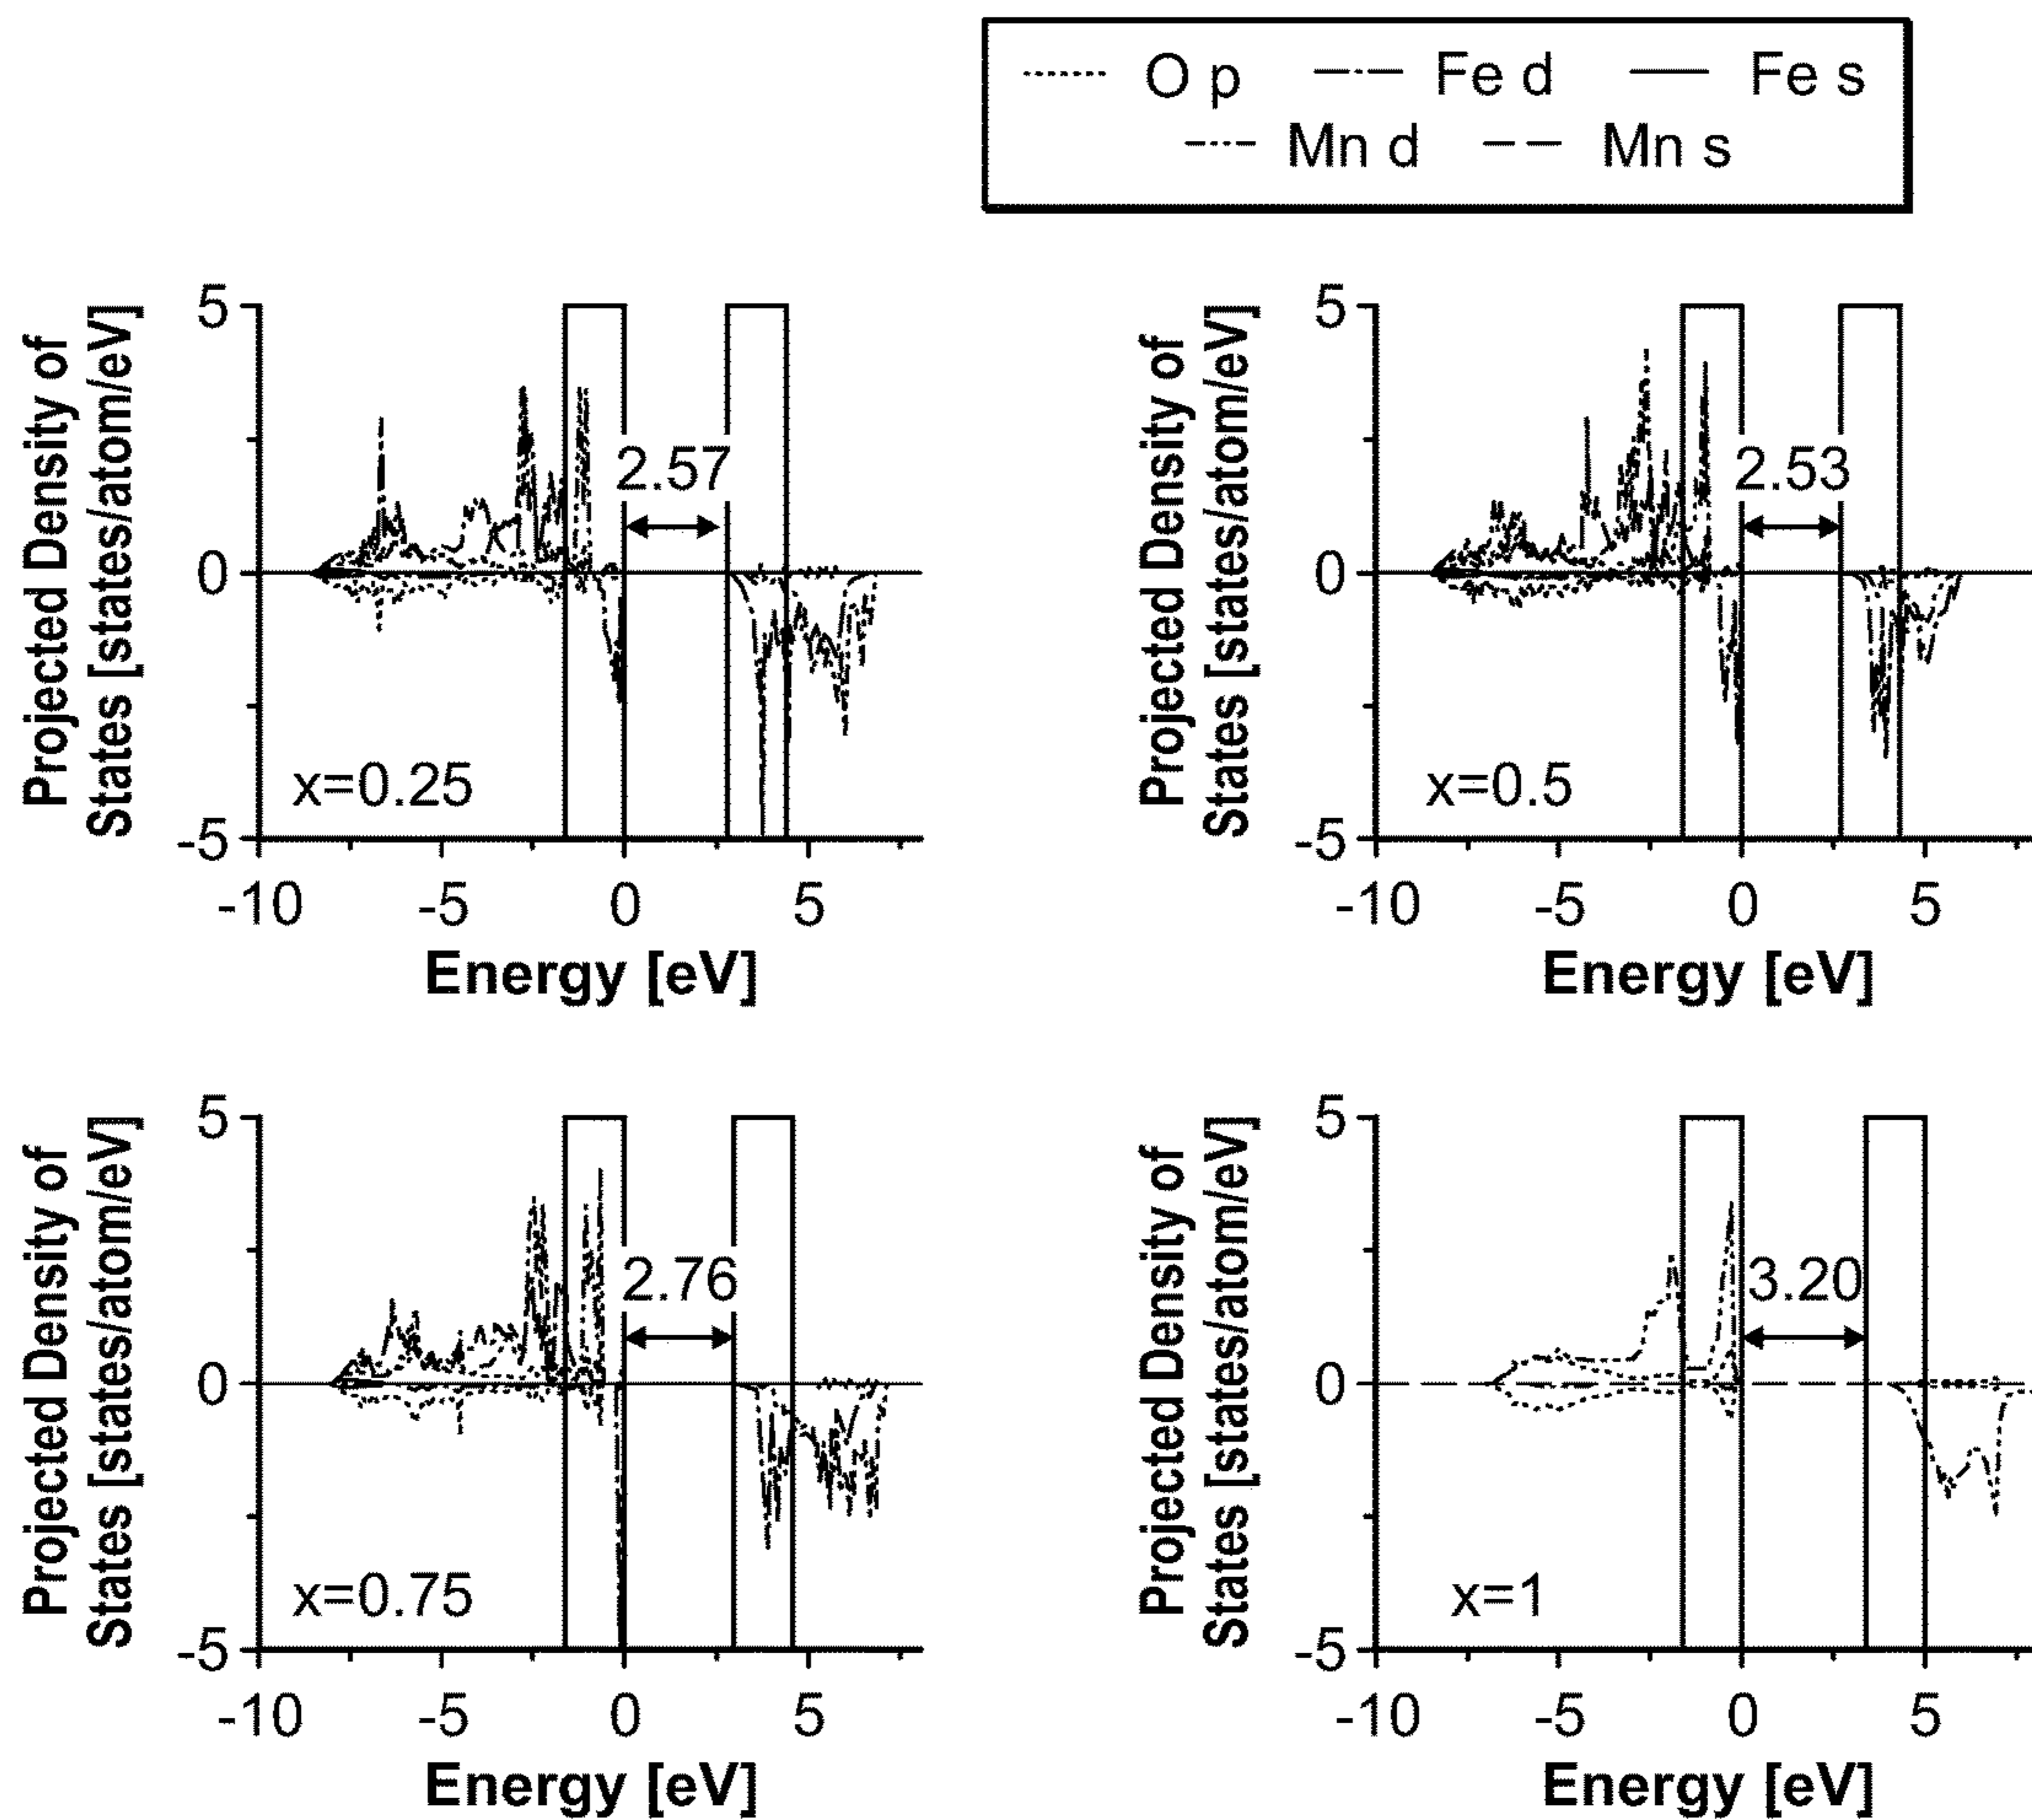 O p Fe d Fe s
Mn d Mn s
Projected Density of
States [states/atom/eV]
5
0
-5
2.57
x=0.25
-10 -5 0 5
Energy [eV]
Projected Density of
States [states/atom/eV]
5
0
-5
2.53
x=0.5
-10 -5 0 5
Energy [eV]
Projected Density of
States [states/atom/eV]
5
0
-5
2.76
x=0.75
-10 -5 0 5
Energy [eV]
Projected Density of
States [states/atom/eV]
5
0
-5
3.20
x=1
-10 -5 0 5
Energy [eV]